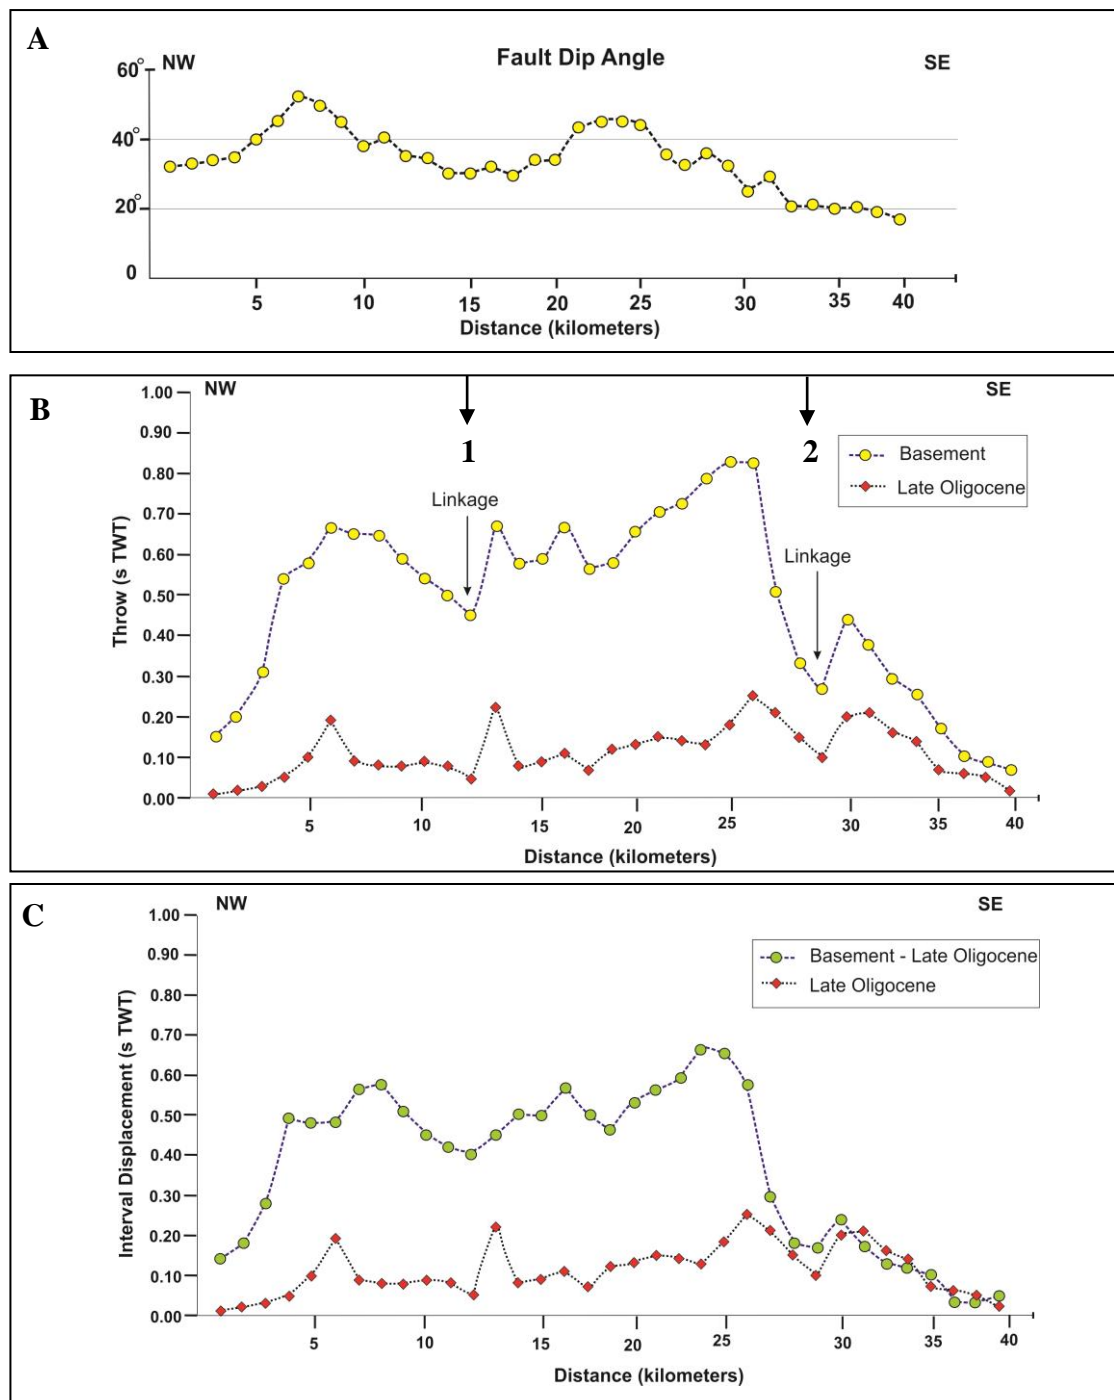 A
NW
Fault Dip Angle
SE
60°
40°
20°
0
5
10
15
20
25
30
35
40
Distance (kilometers)
B
NW
SE
1
2
1.00
0.90
0.80
0.70
0.60
0.50
0.40
0.30
0.20
0.10
0.00
Throw (s TWT)
Basement
Late Oligocene
Linkage
Linkage
5
10
15
20
25
30
35
40
Distance (kilometers)
C
NW
SE
1.00
0.90
0.80
0.70
0.60
0.50
0.40
0.30
0.20
0.10
0.00
Interval Displacement (s TWT)
Basement - Late Oligocene
Late Oligocene
5
10
15
20
25
30
35
40
Distance (kilometers)